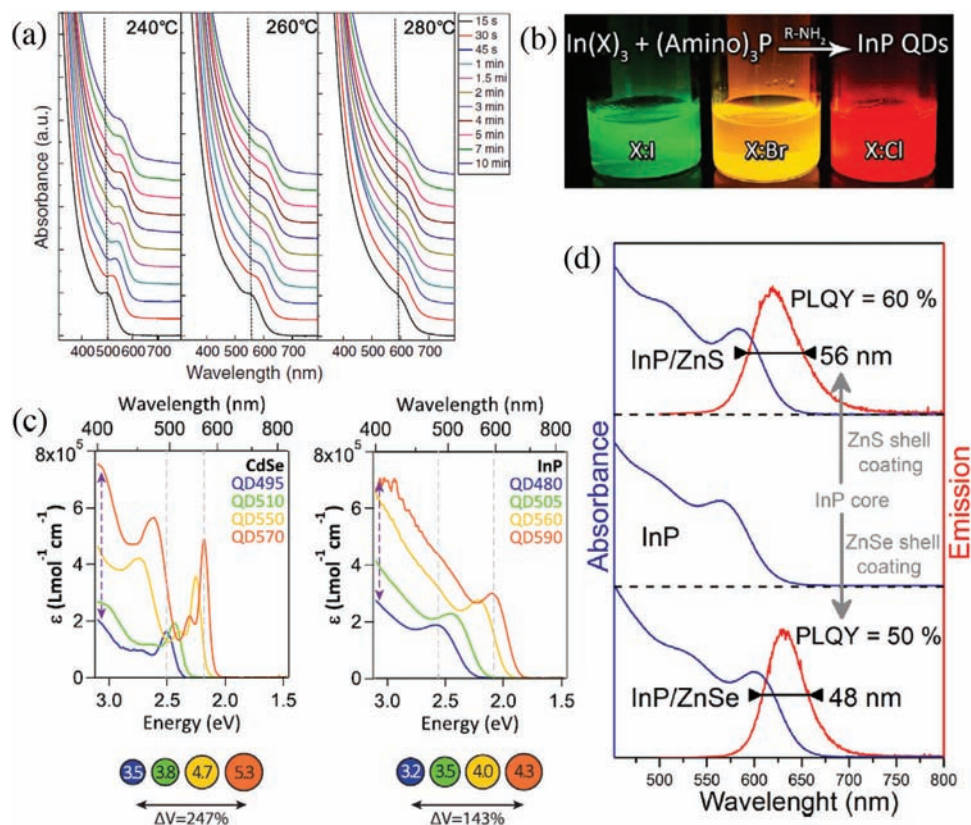 (a)
240°C
260°C
280°C
15 s
30 s
45 s
1 min
1.5 mi
2 min
3 min
4 min
5 min
7 min
10 min
Absorbance (a.u.)
400 500 600 700
400 500 600 700
400 500 600 700
Wavelength (nm)
(b)
In(X)3 + (Amino)3P R-NH2 InP QDs
X:I
X:Br
X:Cl
(c)
Wavelength (nm)
400 500 600 800
8x10^5
6
4
2
0
ε (Lmol-1 cm-1)
CdSe
QD495
QD510
QD550
QD570
3.0 2.5 2.0 1.5
Energy (eV)
3.5 3.8 4.7 5.3
ΔV=247%
Wavelength (nm)
400 500 600 800
8x10^5
6
4
2
0
ε (Lmol-1 cm-1)
InP
QD480
QD505
QD560
QD590
3.0 2.5 2.0 1.5
Energy (eV)
3.2 3.5 4.0 4.3
ΔV=143%
(d)
Absorbance
Emission
PLQY = 60 %
InP/ZnS
56 nm
ZnS shell
coating
InP core
InP
ZnSe shell
coating
PLQY = 50 %
InP/ZnSe
48 nm
500 550 600 650 700 750 800
Wavelenght (nm)